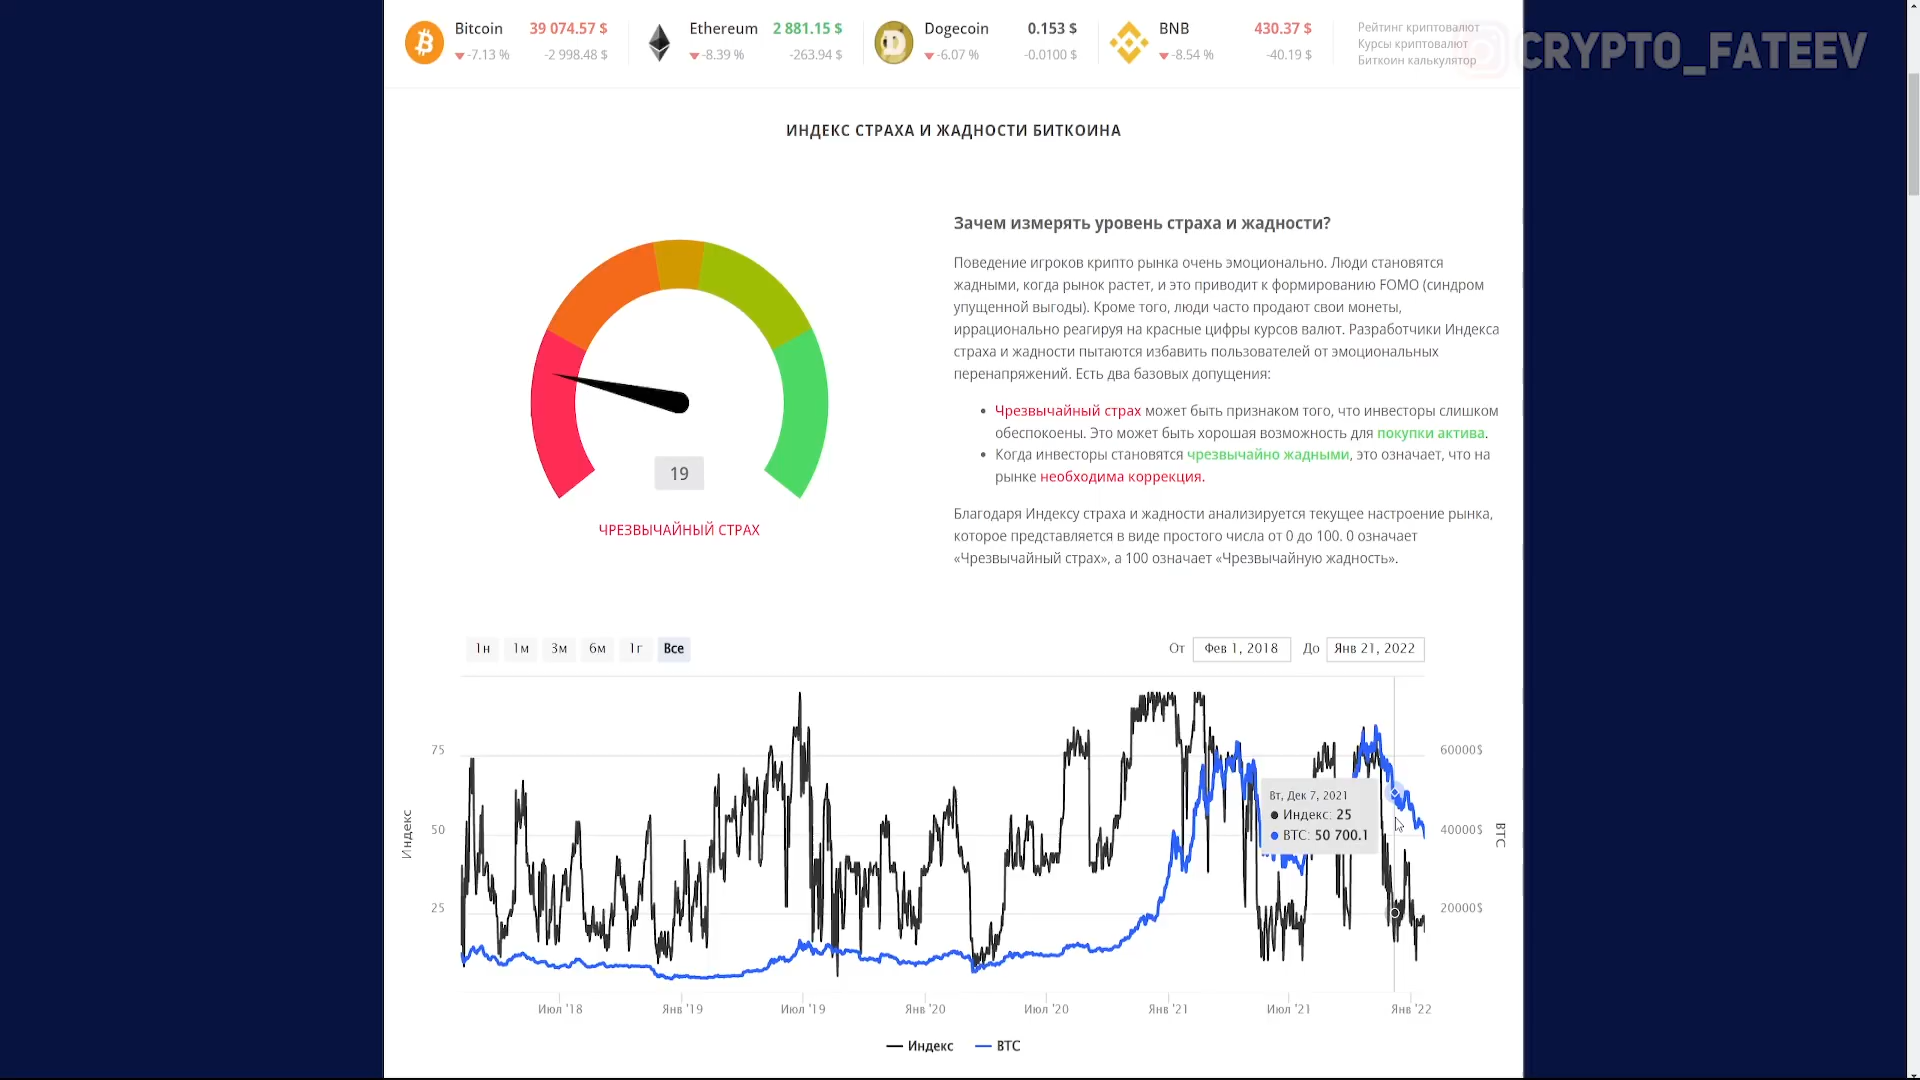 Bitcoin 39 074.57 $
-7.13 % -2 998.48 $
Ethereum 2 881.15 $
-8.39 % -263.94 $
Dogecoin 0.153 $
-6.07 % -0.0100 $
BNB 430.37 $
-8.54 % -40.19 $
Рейтинг криптовалют
Курсы криптовалют
Биткоин калькулятор
CRYPTO_FATEEV
ИНДЕКС СТРАХА И ЖАДНОСТИ БИТКОИНА
19
ЧРЕЗВЫЧАЙНЫЙ СТРАХ
Зачем измерять уровень страха и жадности?
Поведение игроков крипто рынка очень эмоционально. Люди становятся
жадными, когда рынок растет, и это приводит к формированию FOMO (синдром
упущенной выгоды). Кроме того, люди часто продают свои монеты,
иррационально реагируя на красные цифры курсов валют. Разработчики Индекса
страха и жадности пытаются избавить пользователей от эмоциональных
перенапряжений. Есть два базовых допущения:
• Чрезвычайный страх может быть признаком того, что инвесторы слишком
обеспокоены. Это может быть хорошая возможность для покупки актива.
• Когда инвесторы становятся чрезвычайно жадными, это означает, что на
рынке необходима коррекция.
Благодаря Индексу страха и жадности анализируется текущее настроение рынка,
которое представляется в виде простого числа от 0 до 100. 0 означает
«Чрезвычайный страх», а 100 означает «Чрезвычайную жадность».
1н 1м 3м 6м 1г Все
От Фев 1, 2018 До Янв 21, 2022
75
50
25
Индекс
60000$
40000$
20000$
BTC
Вт, Дек 7, 2021
Индекс: 25
BTC: 50 700.1
Июл '18 Янв '19 Июл '19 Янв '20 Июл '20 Янв '21 Июл '21 Янв '22
Индекс BTC